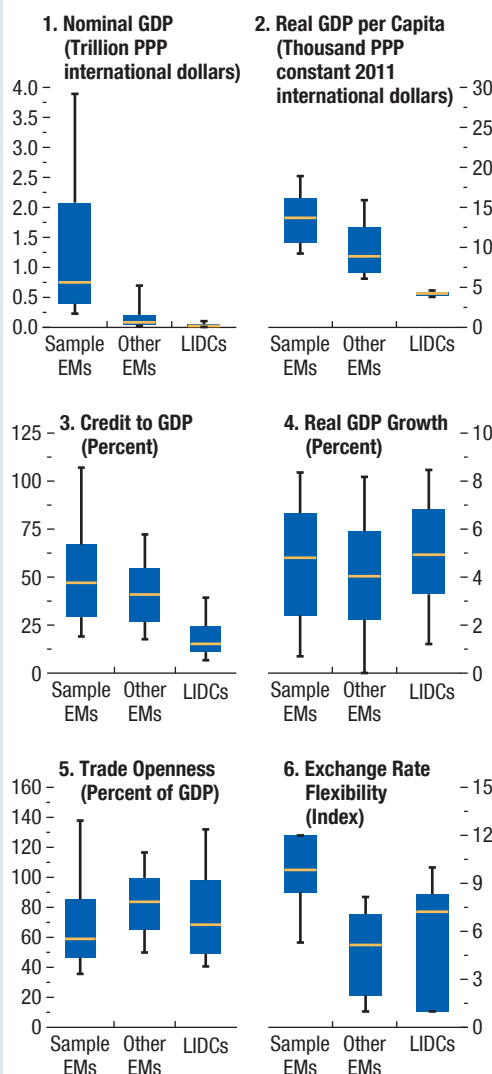 1. Nominal GDP
(Trillion PPP
international dollars)
4.0
3.5
3.0
2.5
2.0
1.5
1.0
0.5
0.0
Sample
EMs
Other
EMs
LIDCs
2. Real GDP per Capita
(Thousand PPP
constant 2011
international dollars)
30
25
20
15
10
5
0
Sample
EMs
Other
EMs
LIDCs
3. Credit to GDP
(Percent)
125
100
75
50
25
0
Sample
EMs
Other
EMs
LIDCs
4. Real GDP Growth
(Percent)
10
8
6
4
2
0
Sample
EMs
Other
EMs
LIDCs
5. Trade Openness
(Percent of GDP)
160
140
120
100
80
60
40
20
0
Sample
EMs
Other
EMs
LIDCs
6. Exchange Rate
Flexibility
(Index)
15
12
9
6
3
0
Sample
EMs
Other
EMs
LIDCs